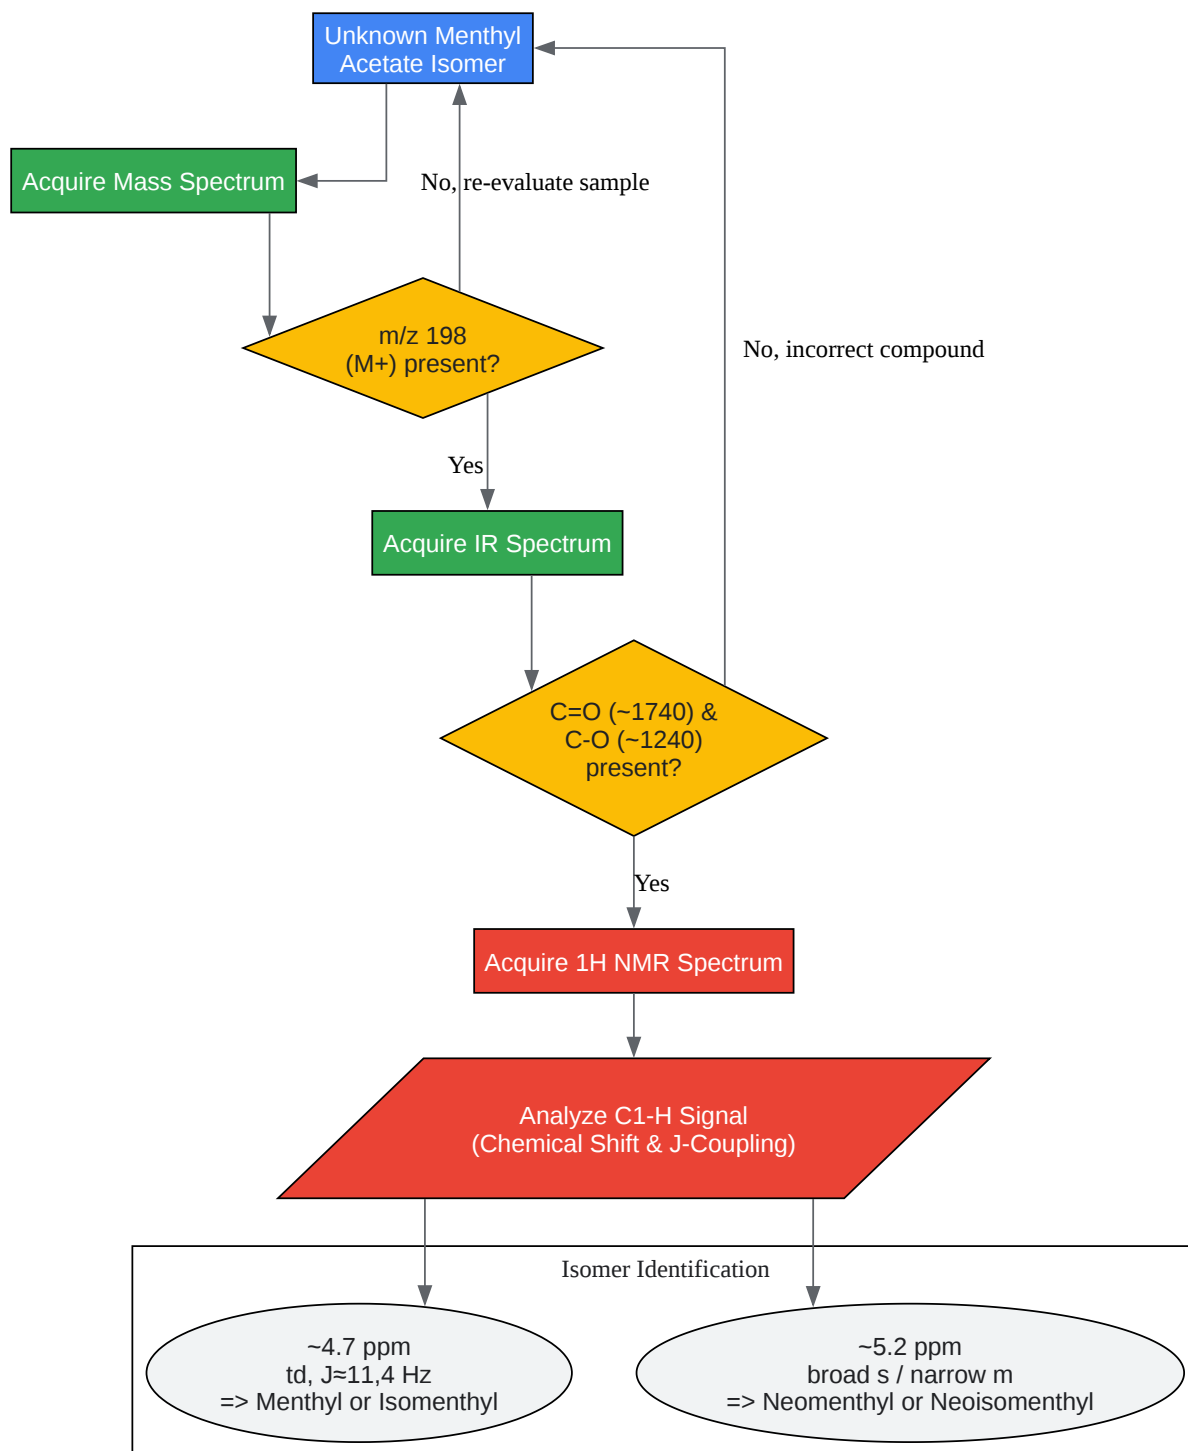 Unknown Menthyl
Acetate Isomer
Acquire Mass Spectrum
No, re-evaluate sample
m/z 198
(M+) present?
No, incorrect compound
Yes
Acquire IR Spectrum
C=O (~1740) &
C-O (~1240)
present?
Yes
Acquire 1H NMR Spectrum
Analyze C1-H Signal
(Chemical Shift & J-Coupling)
Isomer Identification
~4.7 ppm
td, J≈11,4 Hz
=> Menthyl or Isomenthyl
~5.2 ppm
broad s / narrow m
=> Neomenthyl or Neoisomenthyl